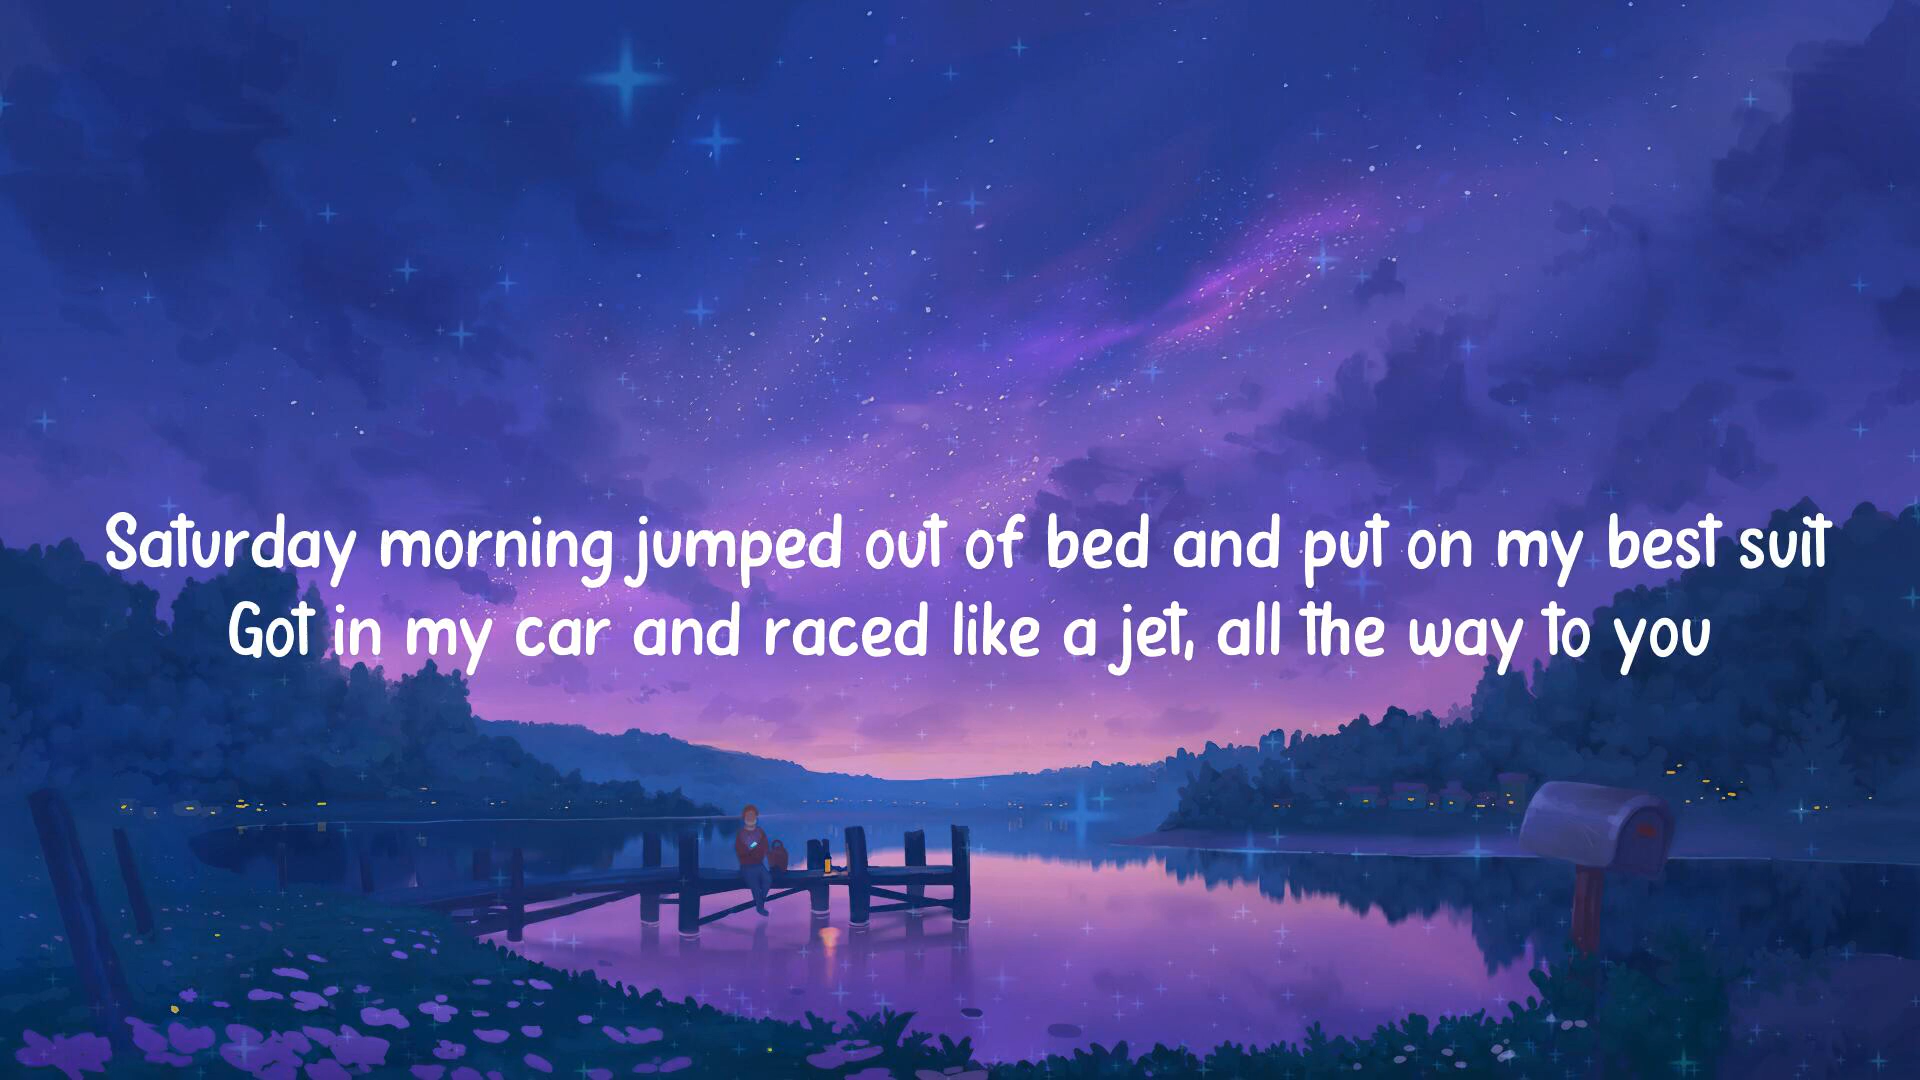 Saturday morning jumped out of bed and put on my best suit
Got in my car and raced like a jet, all the way to you